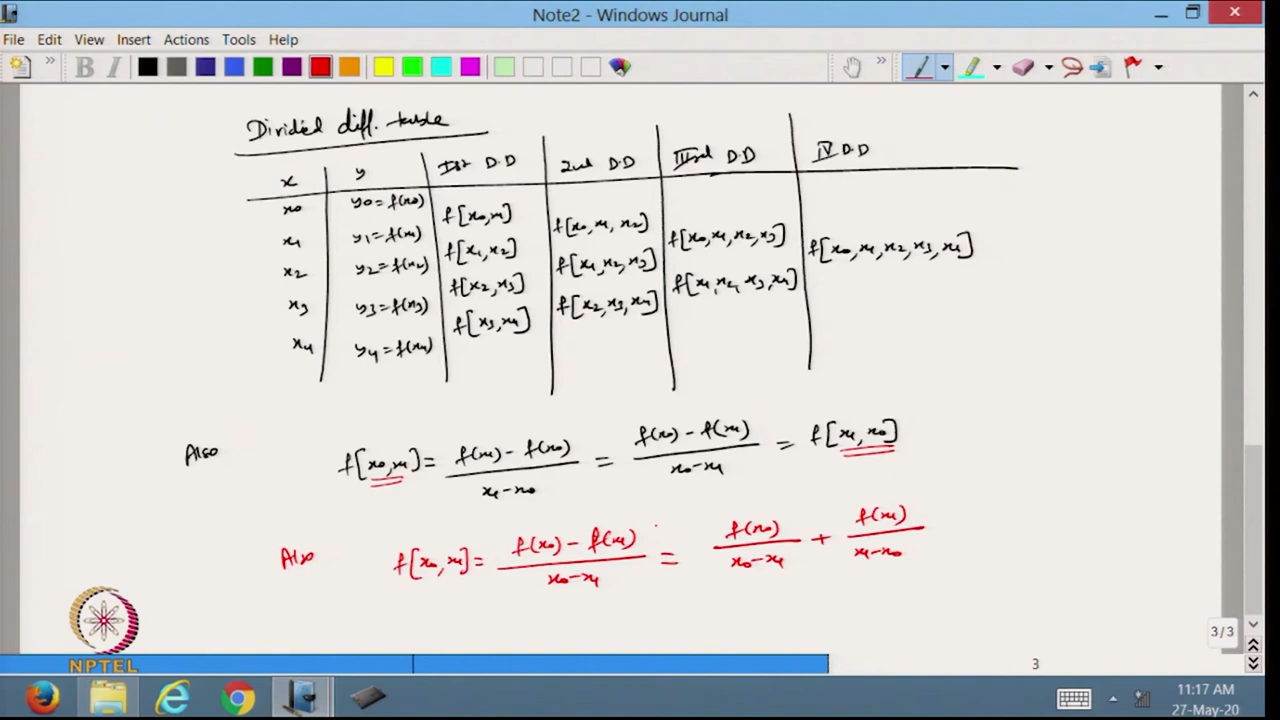 Note2 - Windows Journal
File Edit View Insert Actions Tools Help
Divided diff. table
x y Ist D.D 2nd D.D IIIrd D.D IV D.D
x0 y0 = f(x0)
f[x0,x1]
x1 y1 = f(x1) f[x0,x1,x2]
f[x1,x2] f[x0,x1,x2,x3]
x2 y2 = f(x2) f[x1,x2,x3] f[x0,x1,x2,x3,x4]
f[x2,x3] f[x1,x2,x3,x4]
x3 y3 = f(x3) f[x2,x3,x4]
f[x3,x4]
x4 y4 = f(x4)
Also f[x0,x1] = (f(x1) - f(x0))/(x1-x0) = (f(x0) - f(x1))/(x0-x1) = f[x1,x0]
Also f[x0,x1] = (f(x0) - f(x1))/(x0-x1) = f(x0)/(x0-x1) + f(x1)/(x1-x0)
3/3
NPTEL
3
11:17 AM
27-May-20